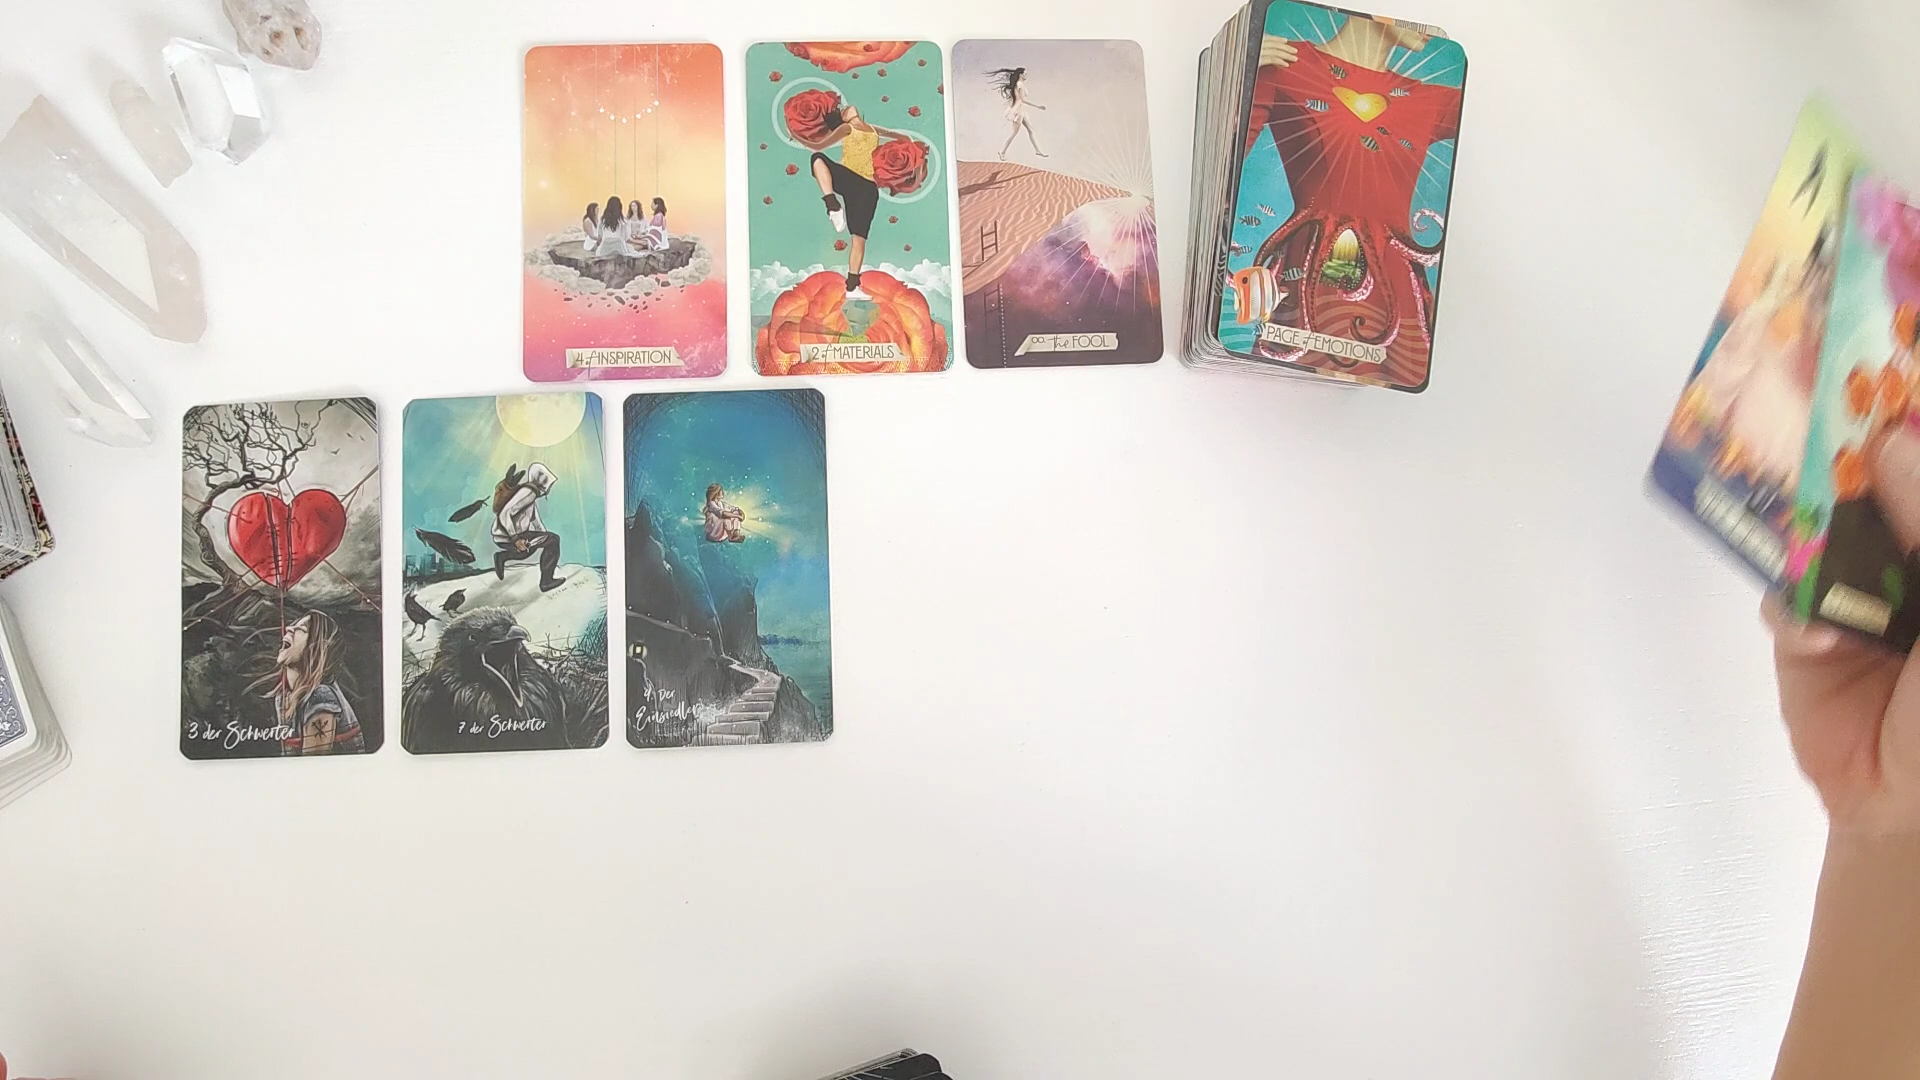 4 of INSPIRATION
2 of MATERIALS
00. the FOOL
PAGE of EMOTIONS
3 der Schwerter
7 der Schwerter
9. Der
Einsiedler